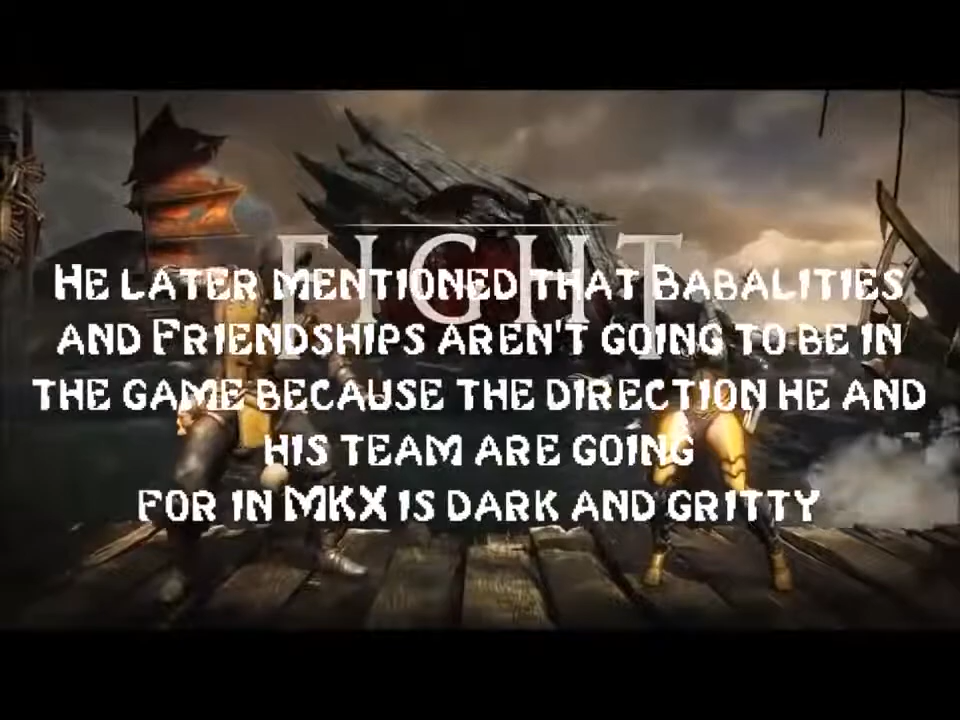 FIGHT
He later mentioned that Babalities
and Friendships aren't going to be in
the game because the direction he and
his team are going
for in MKX is dark and gritty